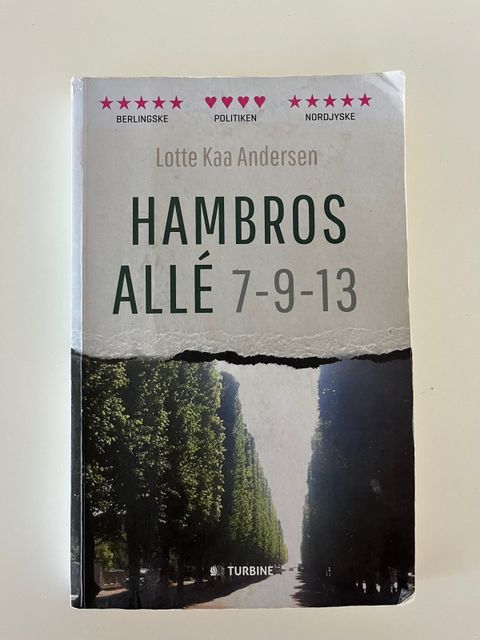 ★★★★★ ♥♥♥♥ ★★★★★
BERLINGSKE POLITIKEN NORDJYSKE
Lotte Kaa Andersen
HAMBROS
ALLÉ 7-9-13
TURBINE